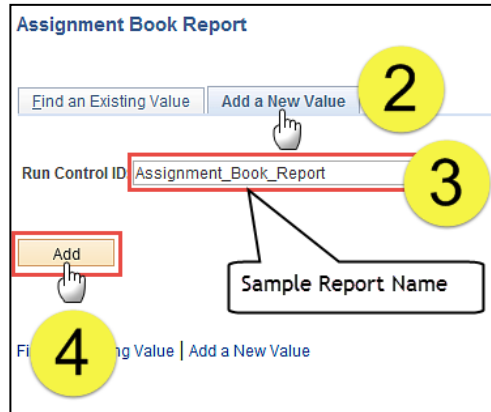 Assignment Book Report
Find an Existing Value Add a New Value
2
Run Control ID: Assignment_Book_Report
3
Add
Sample Report Name
4
ng Value | Add a New Value